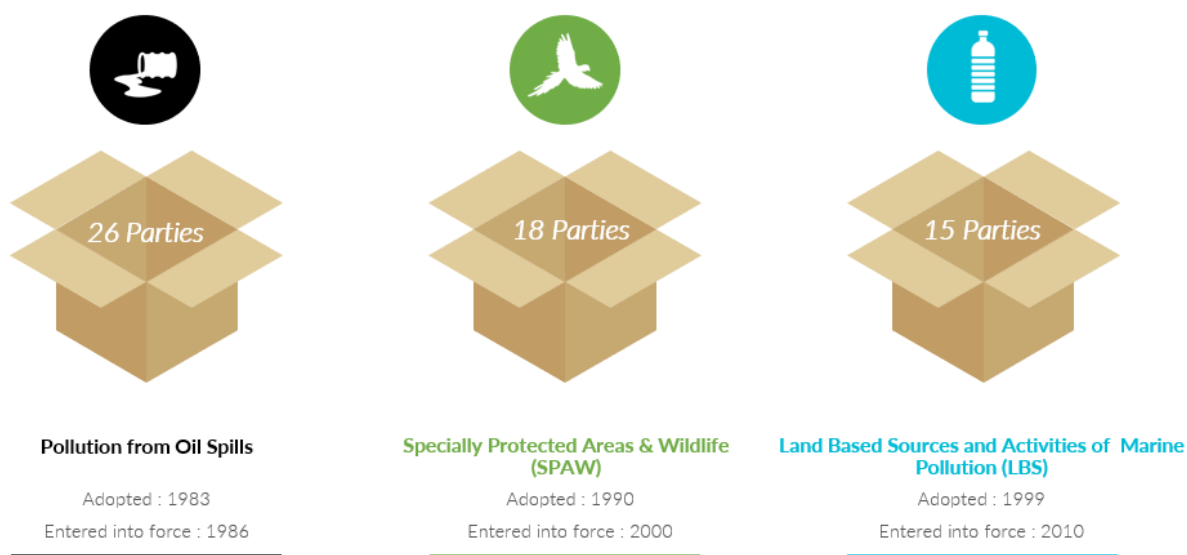 26 Parties
18 Parties
15 Parties
Pollution from Oil Spills
Adopted : 1983
Entered into force : 1986
Specially Protected Areas & Wildlife
(SPAW)
Adopted : 1990
Entered into force : 2000
Land Based Sources and Activities of Marine
Pollution (LBS)
Adopted : 1999
Entered into force : 2010